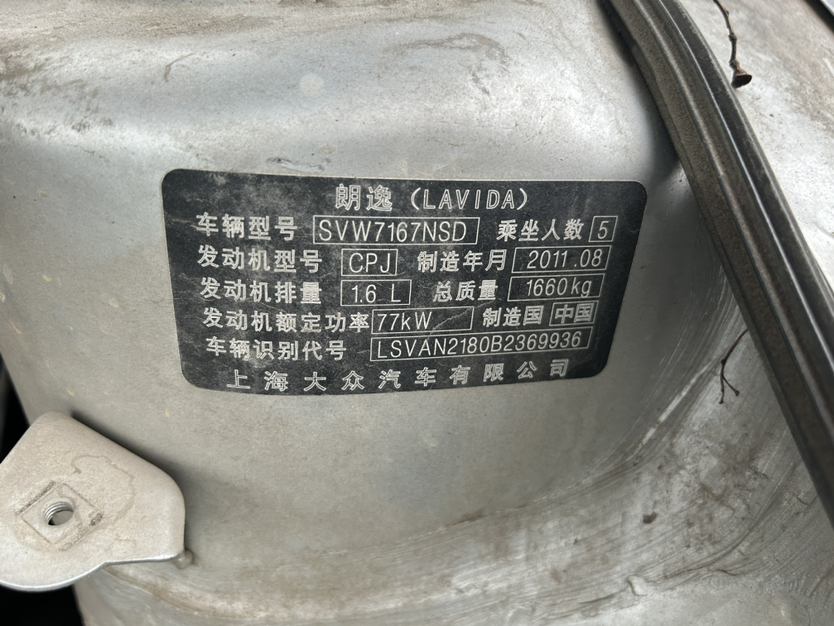 朗逸（LAVIDA）
车辆型号 SVW7167NSD 乘坐人数 5
发动机型号 CPJ 制造年月 2011.08
发动机排量 1.6 L 总质量 1660kg
发动机额定功率 77kW 制造国 中国
车辆识别代号 LSVAN2180B2369936
上海大众汽车有限公司